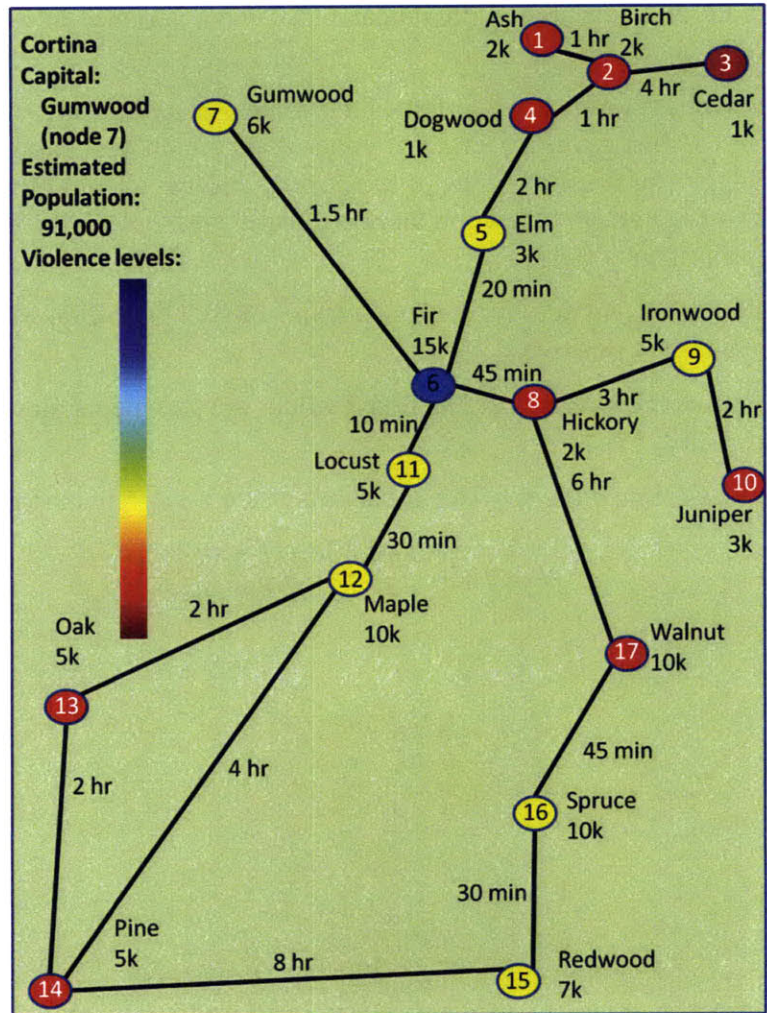 Cortina
Capital:
Gumwood
(node 7)
Estimated
Population:
91,000
Violence levels:
Ash
2k
1
1 hr
Birch
2k
2
4 hr
3
Cedar
1k
7
Gumwood
6k
Dogwood
1k
4
1 hr
2 hr
1.5 hr
5
Elm
3k
20 min
Fir
15k
6
45 min
8
Hickory
2k
3 hr
Ironwood
5k
9
2 hr
10
Juniper
3k
10 min
Locust
5k
11
6 hr
30 min
12
Maple
10k
2 hr
Oak
5k
13
17
Walnut
10k
2 hr
4 hr
45 min
16
Spruce
10k
30 min
Pine
5k
14
8 hr
15
Redwood
7k